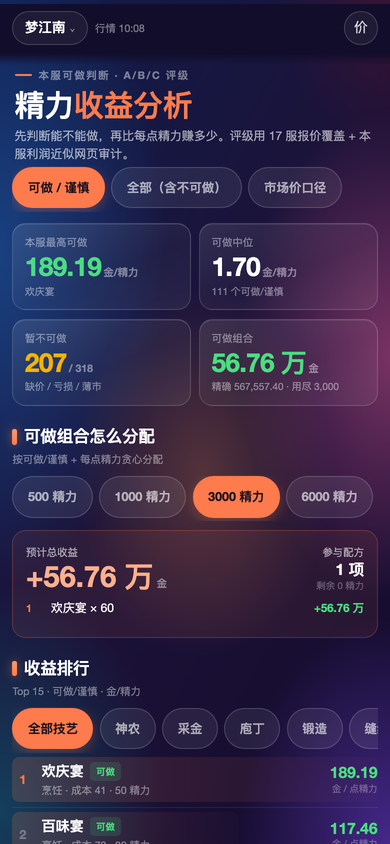 梦江南 行情 10:08 价
本服可做判断 · A/B/C 评级
精力收益分析
先判断能不能做，再比每点精力赚多少。评级用 17 服报价覆盖 + 本
服利润近似网页审计。
可做 / 谨慎 全部（含不可做） 市场价口径
本服最高可做 可做中位
189.19金/精力 1.70金/精力
欢庆宴 111 个可做/谨慎
暂不可做 可做组合
207 / 318 56.76 万 金
缺价 / 亏损 / 薄市 精确 567,557.40 · 用尽 3,000
可做组合怎么分配
按可做/谨慎 + 每点精力贪心分配
500 精力 1000 精力 3000 精力 6000 精力
预计总收益 参与配方
+56.76 万 金 1 项
剩余 0 精力
1 欢庆宴 × 60 +56.76 万
收益排行
Top 15 · 可做/谨慎 · 金/精力
全部技艺 神农 采金 庖丁 锻造 缝
1 欢庆宴 可做 189.19
烹饪 · 成本 41 · 50 精力 金 / 点精力
2 百味宴 可做 117.46